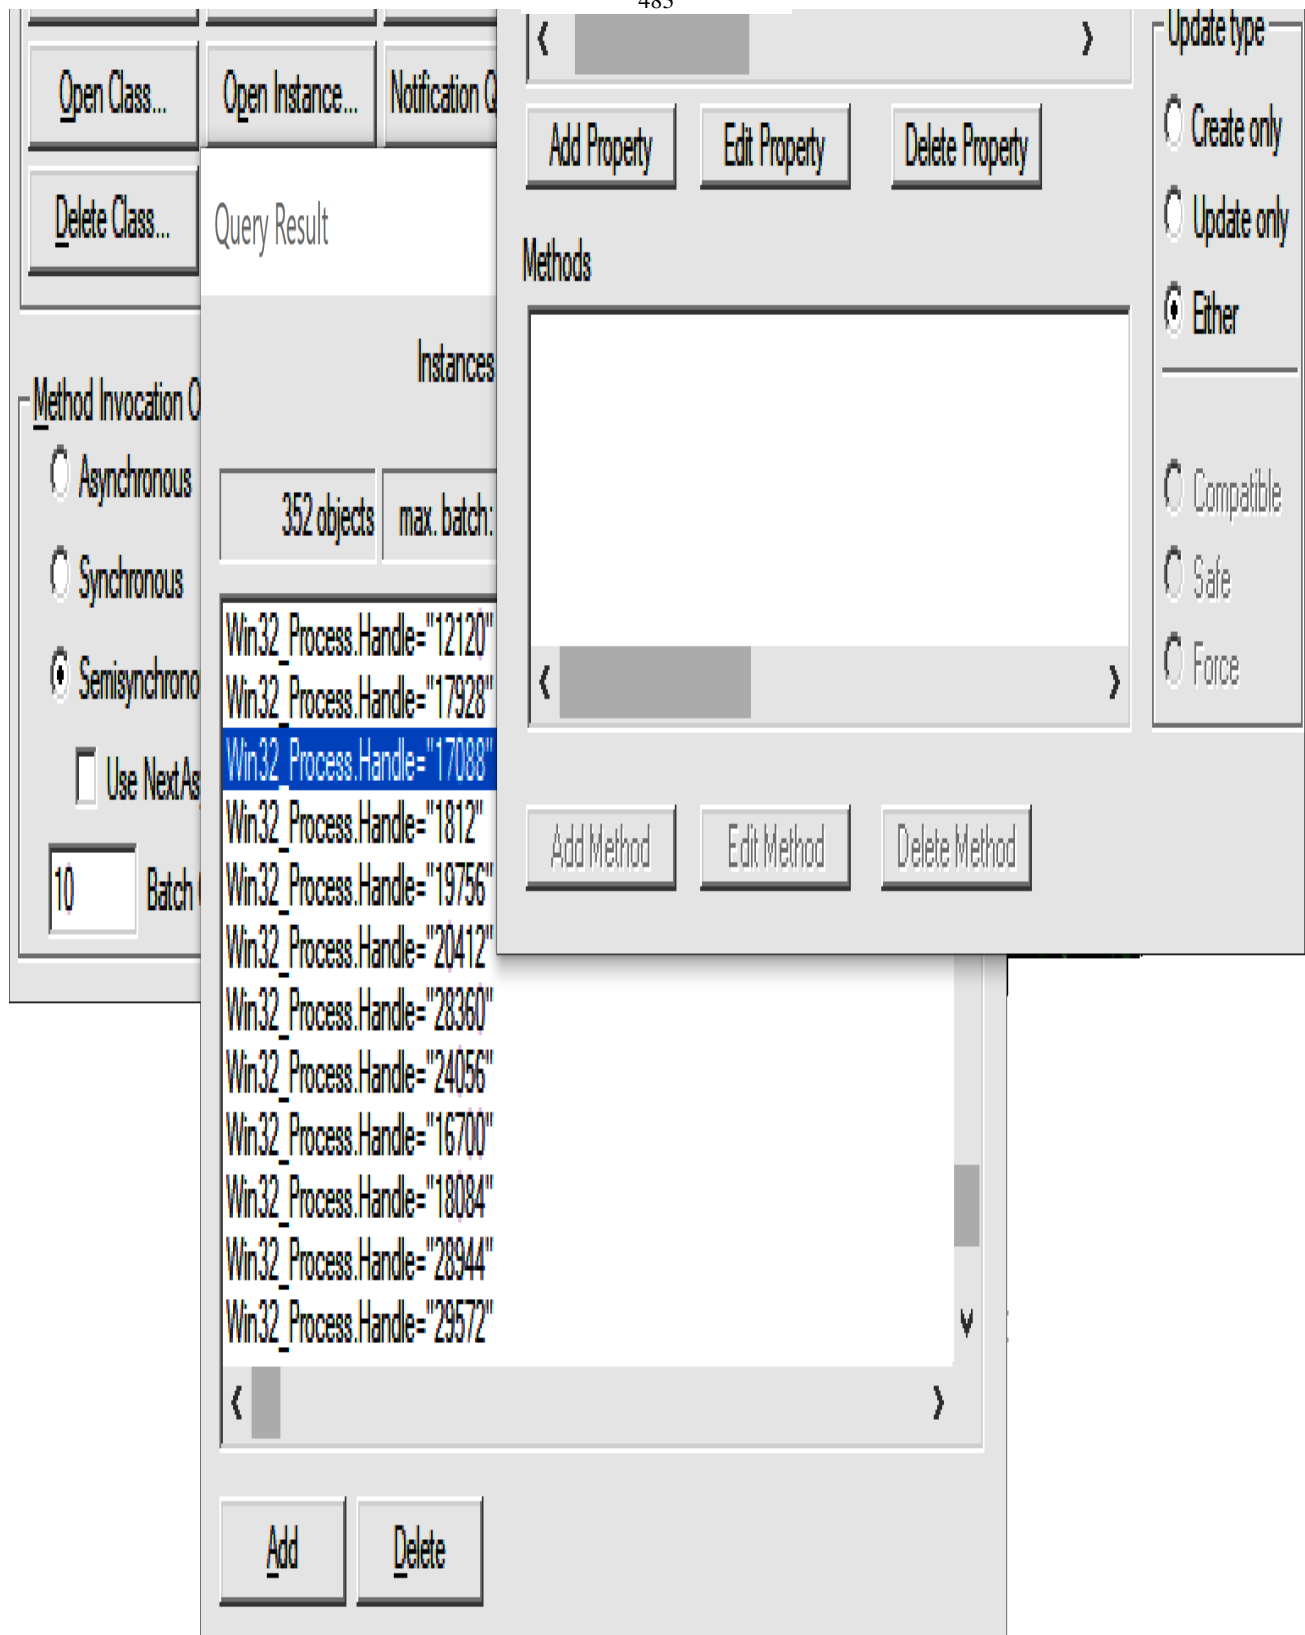 Open Class...
Open Instance...
Notification Q
Delete Class...
Query Result
Instances
Method Invocation O
Asynchronous
Synchronous
Semisynchrono
Use NextAs
10
Batch
352 objects
max. batch:
Win32_Process.Handle="12120"
Win32_Process.Handle="17928"
Win32_Process.Handle="17088"
Win32_Process.Handle="1812"
Win32_Process.Handle="19756"
Win32_Process.Handle="20412"
Win32_Process.Handle="28360"
Win32_Process.Handle="24056"
Win32_Process.Handle="16700"
Win32_Process.Handle="18084"
Win32_Process.Handle="28944"
Win32_Process.Handle="29572"
Add
Delete
Add Property
Edit Property
Delete Property
Methods
Add Method
Edit Method
Delete Method
Update type
Create only
Update only
Either
Compatible
Safe
Force